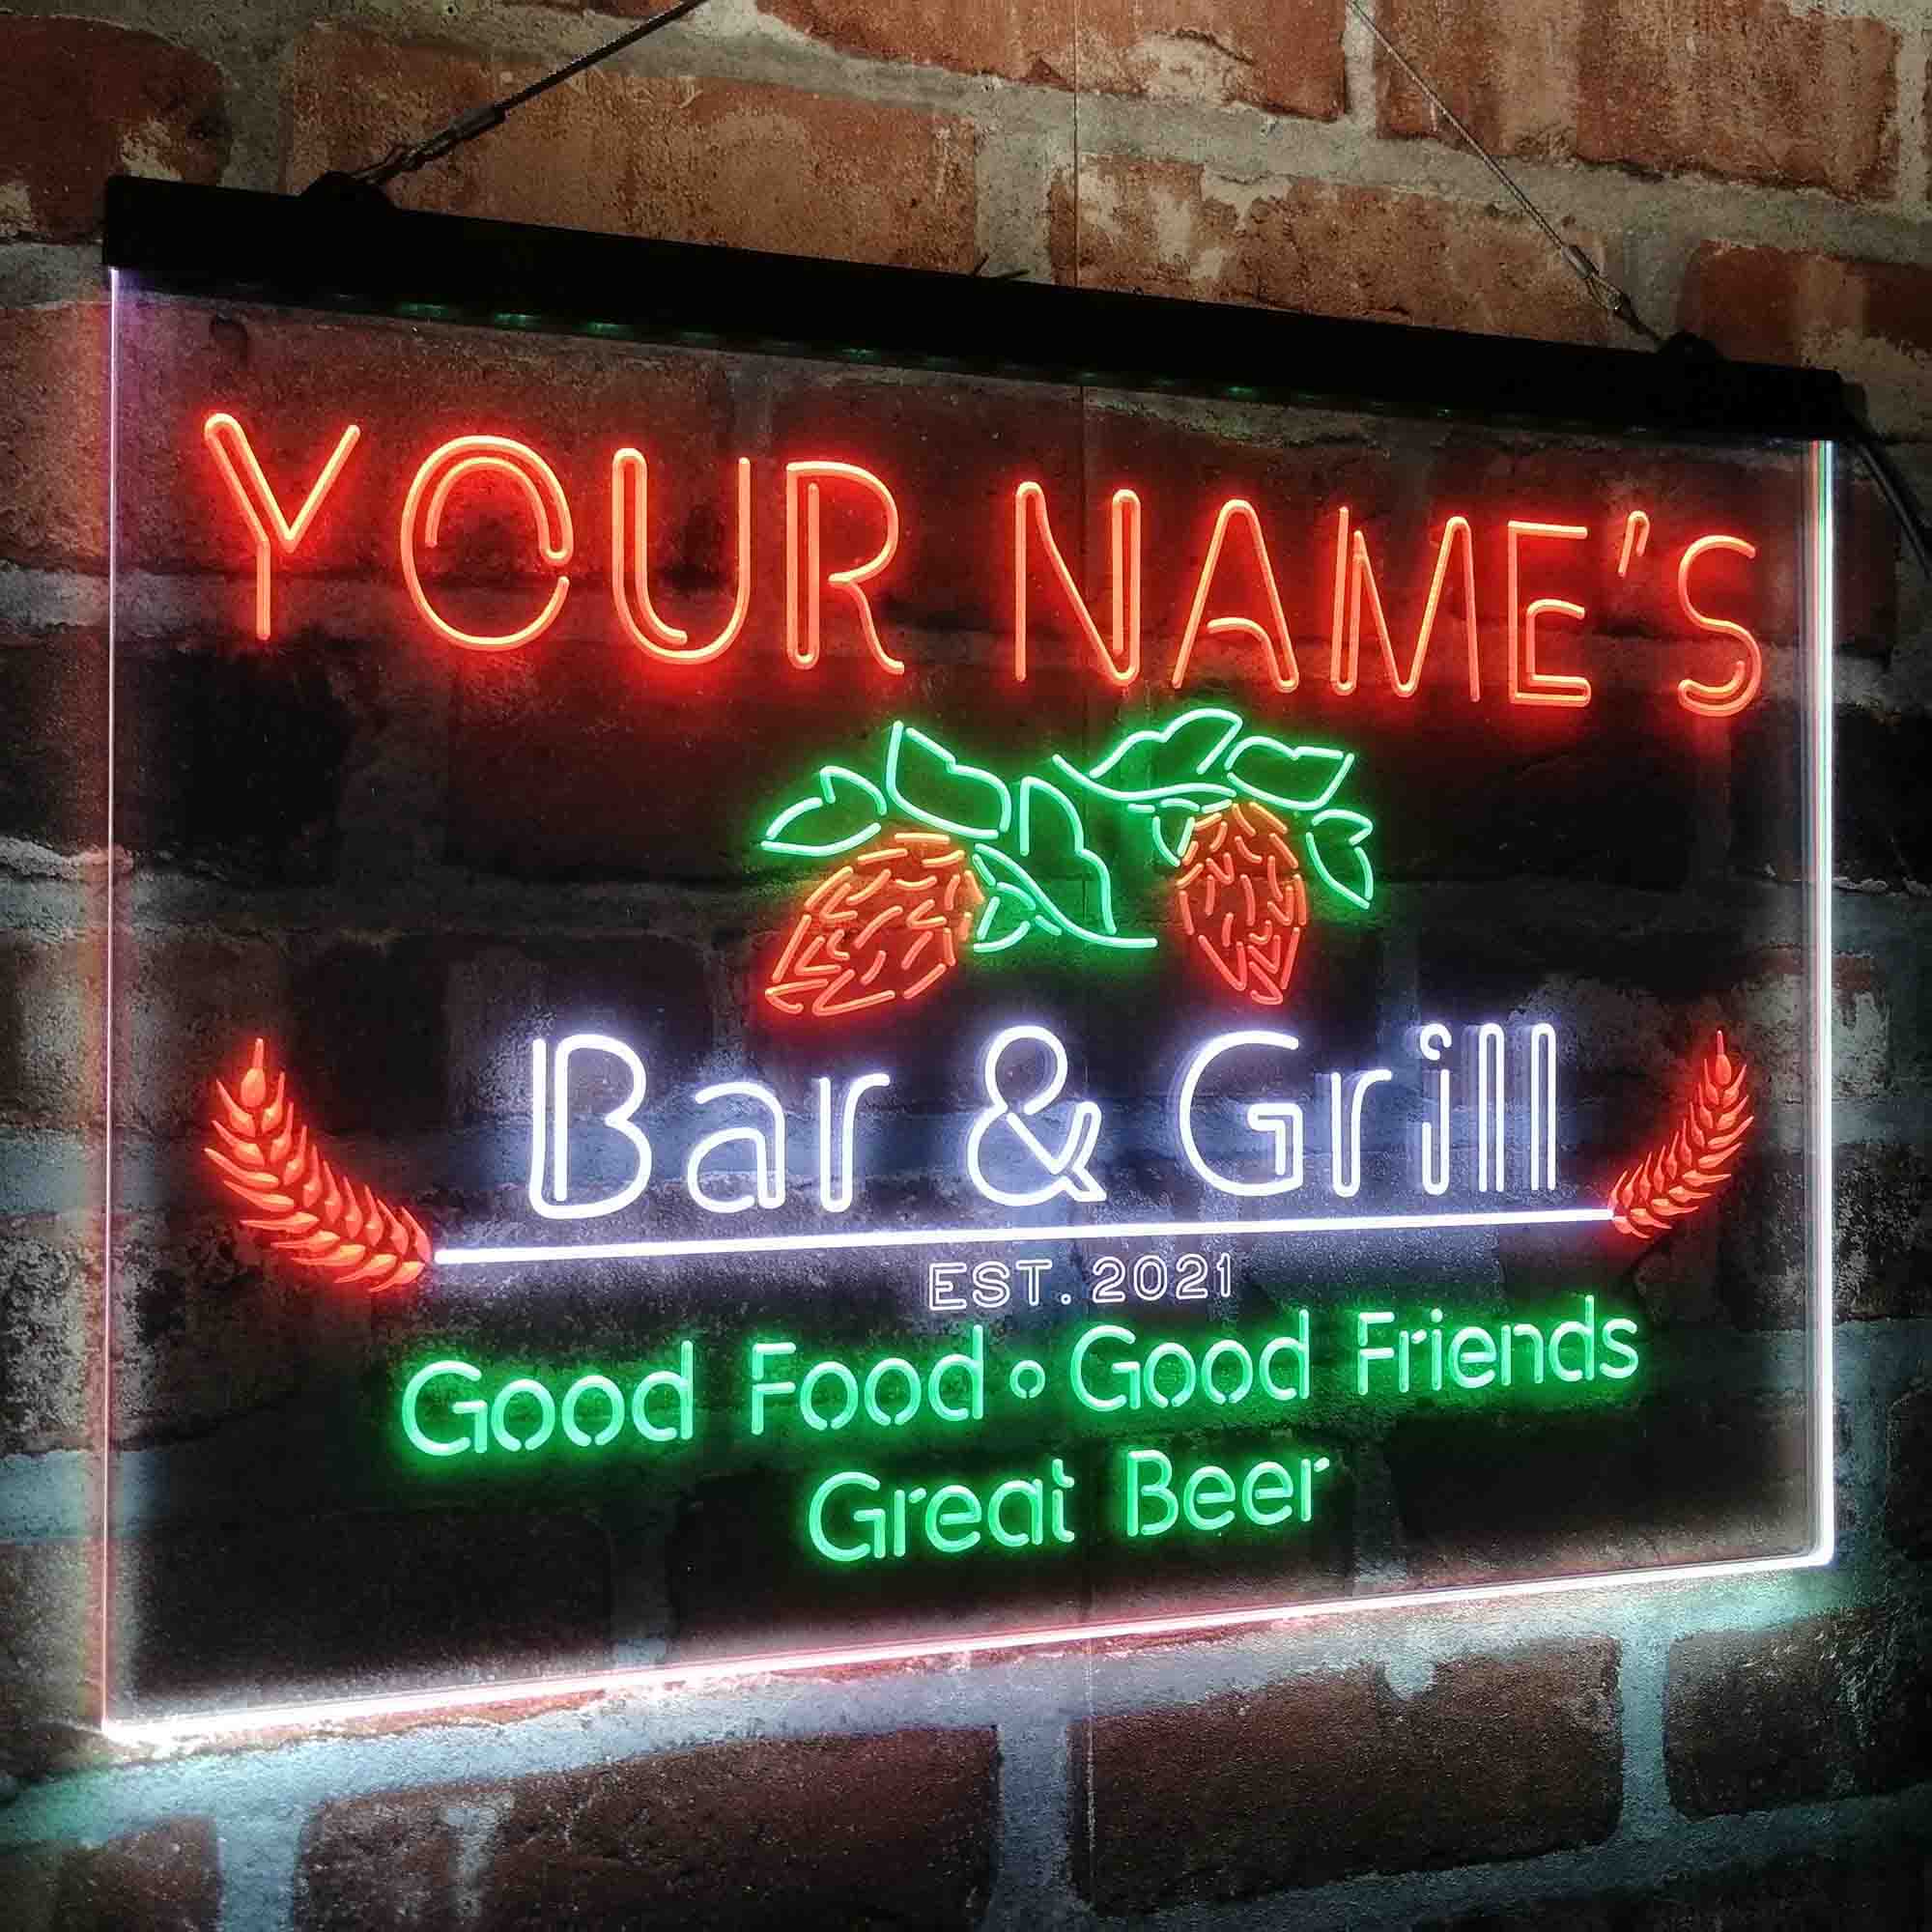 YOUR NAME'S
Bar & Grill
EST. 2021
Good Food • Good Friends
Great Beer